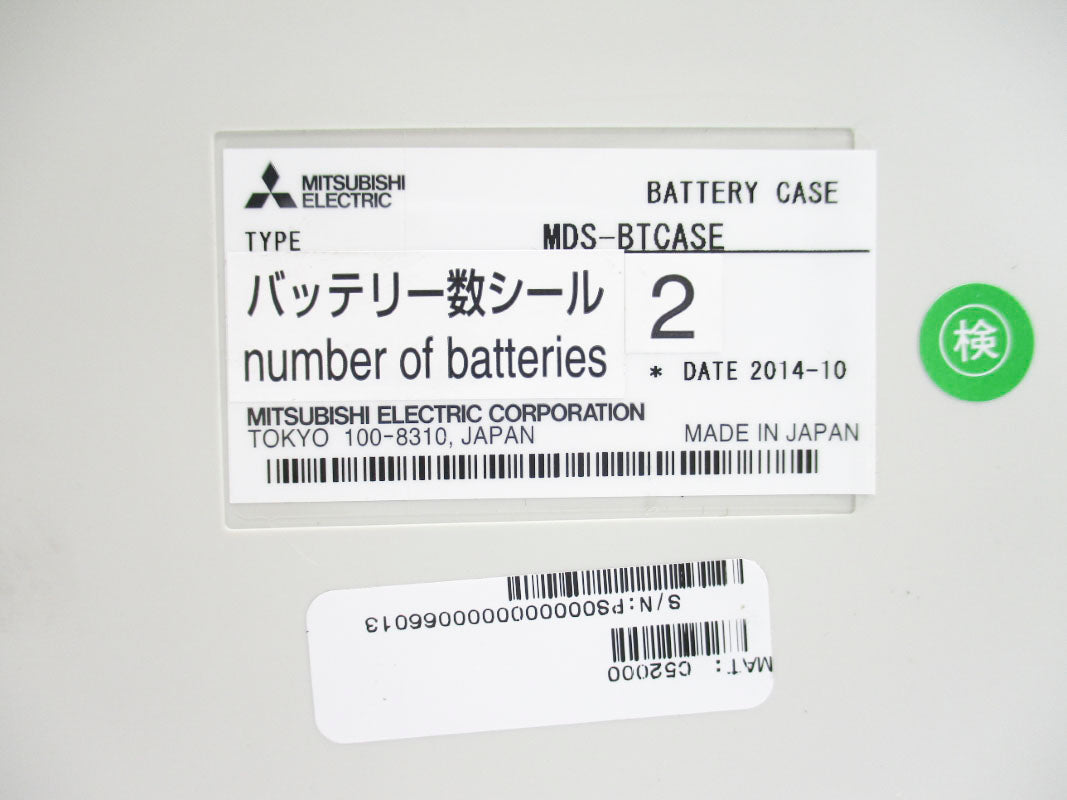 MITSUBISHI
ELECTRIC
BATTERY CASE
TYPE MDS-BTCASE
バッテリー数シール 2
number of batteries
* DATE 2014-10
MITSUBISHI ELECTRIC CORPORATION
TOKYO 100-8310, JAPAN MADE IN JAPAN
検
S/N:PS0000000000066013
MAT: C52000